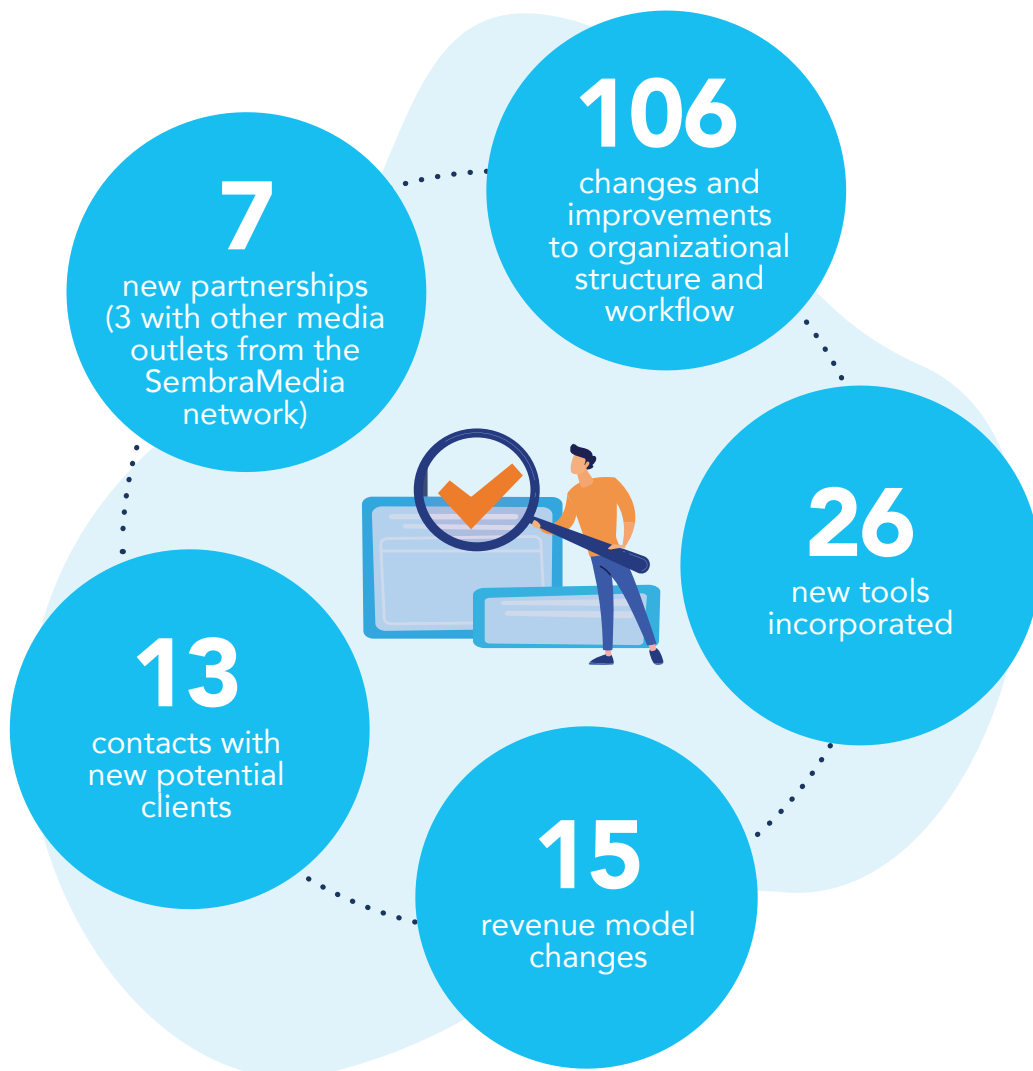 106
changes and
improvements
to organizational
structure and
workflow
7
new partnerships
(3 with other media
outlets from the
SembraMedia
network)
26
new tools
incorporated
13
contacts with
new potential
clients
15
revenue model
changes